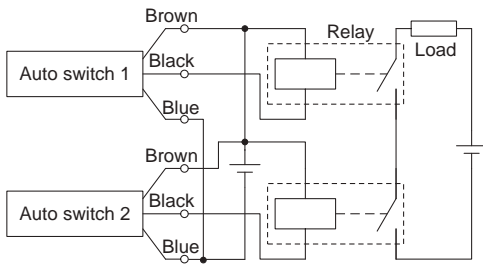 Brown
Relay
Load
Black
Auto switch 1
Blue
Brown
Black
Auto switch 2
Blue